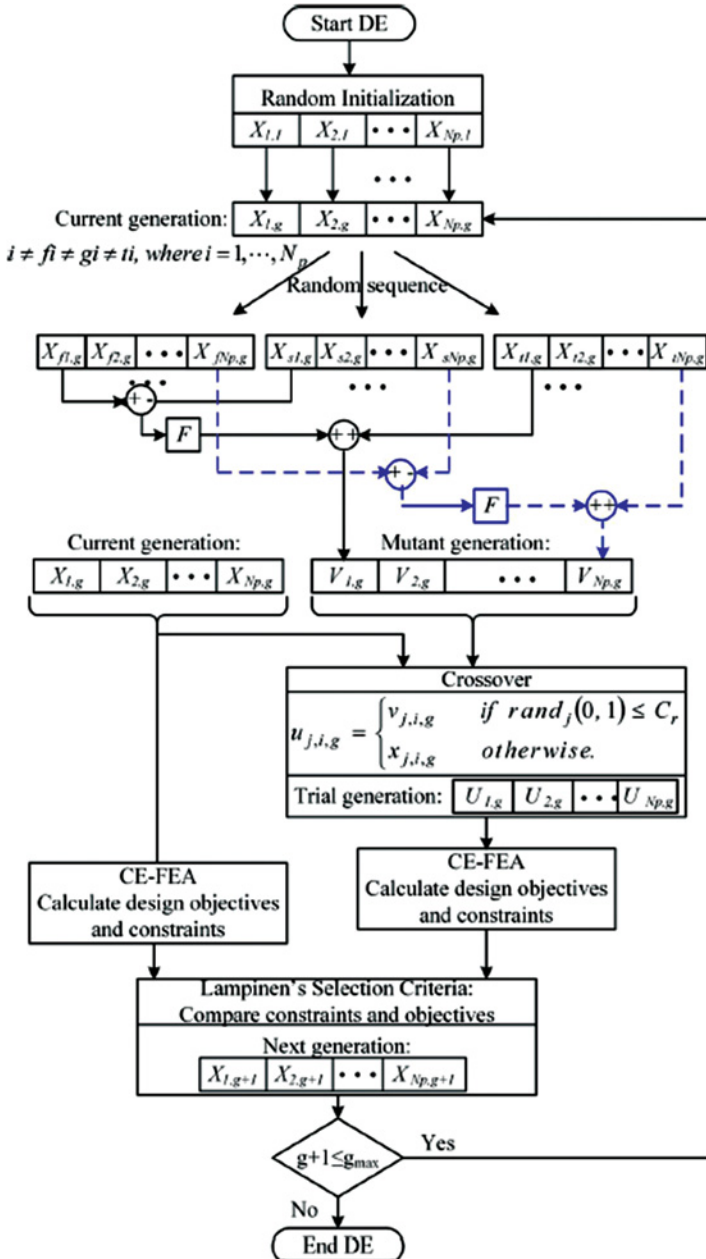 Start DE
Random Initialization
X1,1 X2,1 ••• XNp,1
•••
Current generation: X1,g X2,g ••• XNp,g
i ≠ fi ≠ gi ≠ ti, where i = 1,⋯,Np
Random sequence
Xf1,g Xf2,g ••• XfNp,g Xs1,g Xs2,g ••• XsNp,g Xt1,g Xt2,g ••• XtNp,g
••• ••• •••
+ -
F + +
+ -
F ++
Current generation: Mutant generation:
X1,g X2,g ••• XNp,g V1,g V2,g ••• VNp,g
Crossover
uj,i,g = { vj,i,g if randj(0, 1) ≤ Cr
xj,i,g otherwise.
Trial generation: U1,g U2,g ••• UNp,g
CE-FEA
Calculate design objectives
and constraints
CE-FEA
Calculate design objectives
and constraints
Lampinen's Selection Criteria:
Compare constraints and objectives
Next generation:
X1,g+1 X2,g+1 ••• XNp,g+1
g+1≤gmax Yes
No
End DE